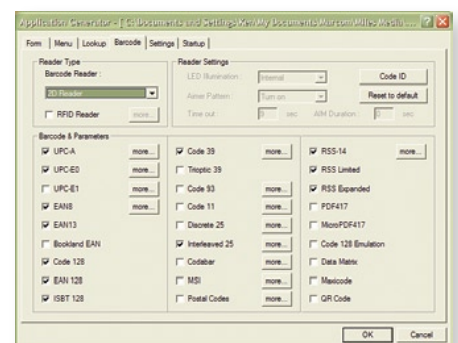 Application Generator - [ C:\Documents and Settings\Ken\My Documents\Marcom\Miles Media\...
Form Menu Lookup Barcode Settings Startup
Reader Type
Barcode Reader :
2D Reader
RFID Reader more...
Reader Settings
LED Illumination : Internal Code ID
Aimer Pattern : Turn on Reset to default
Time out: sec AIM Duration sec
Barcode & Parameters
UPC-A more... Code 39 more... RSS-14 more...
UPC-E0 more... Trioptic 39 RSS Limited
UPC-E1 more... Code 93 more... RSS Expanded
EAN8 more... Code 11 more... PDF417
EAN13 Discrete 25 more... MicroPDF417
Bookland EAN Interleaved 25 more... Code 128 Emulation
Code 128 Codabar more... Data Matrix
EAN 128 MSI more... Maxicode
ISBT 128 Postal Codes more... QR Code
OK Cancel